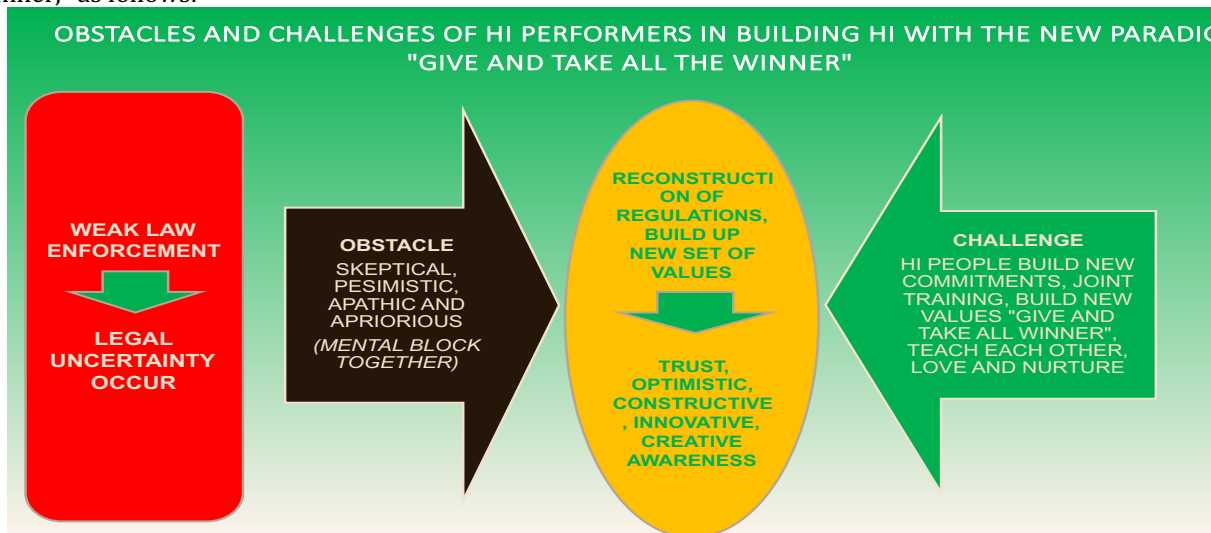 as follows:
OBSTACLES AND CHALLENGES OF HI PERFORMERS IN BUILDING HI WITH THE NEW
"GIVE AND TAKE ALL THE WINNER"
WEAK LAW
ENFORCEMENT
LEGAL
UNCERTAINTY
OCCUR
OBSTACLE
SKEPTICAL,
PESIMISTIC,
APATHIC AND
APRIORIOUS
(MENTAL BLOCK
TOGETHER)
RECONSTRUCTI
ON OF
REGULATIONS,
BUILD UP
NEW SET OF
VALUES
TRUST,
OPTIMISTIC,
CONSTRUCTIVE
, INNOVATIVE,
CREATIVE
AWARENESS
CHALLENGE
HI PEOPLE BUILD NEW
COMMITMENTS, JOINT
TRAINING, BUILD NEW
VALUES "GIVE AND
TAKE ALL WINNER",
TEACH EACH OTHER,
LOVE AND NURTURE